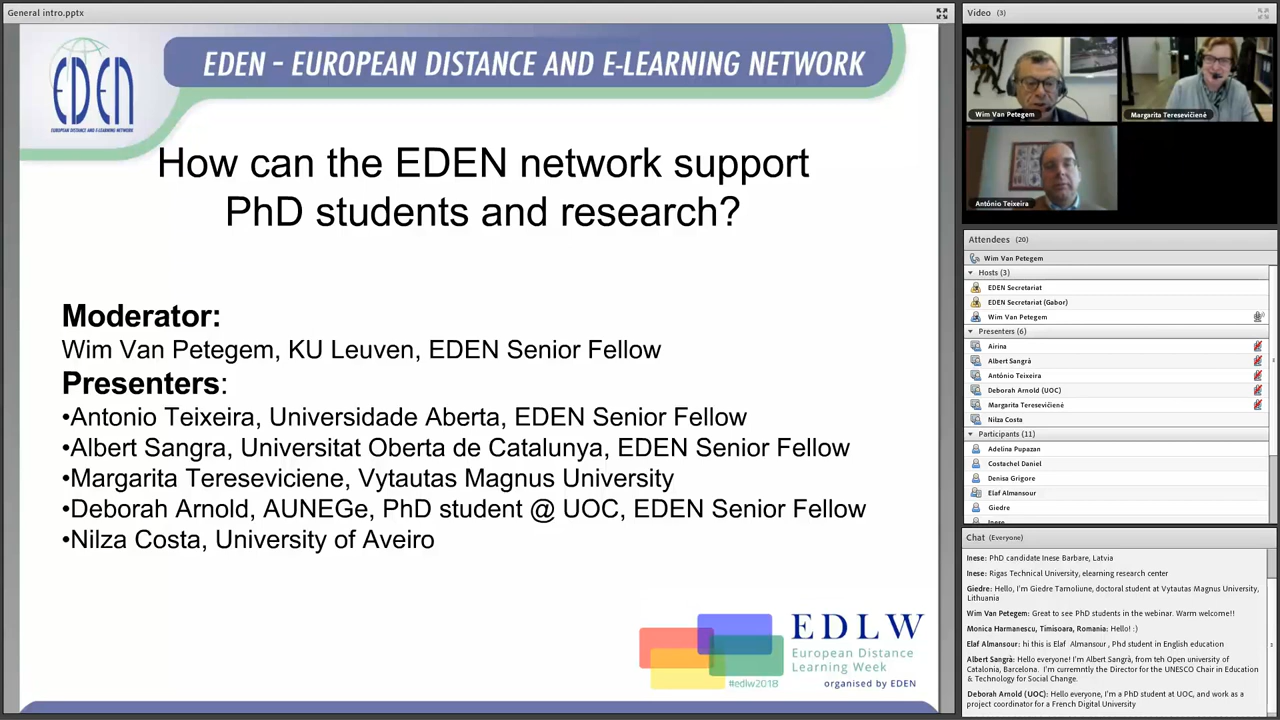 General intro.pptx
EDEN
EUROPEAN DISTANCE AND E-LEARNING NETWORK
EDEN - EUROPEAN DISTANCE AND E-LEARNING NETWORK
How can the EDEN network support
PhD students and research?
Moderator:
Wim Van Petegem, KU Leuven, EDEN Senior Fellow
Presenters:
•Antonio Teixeira, Universidade Aberta, EDEN Senior Fellow
•Albert Sangra, Universitat Oberta de Catalunya, EDEN Senior Fellow
•Margarita Tereseviciene, Vytautas Magnus University
•Deborah Arnold, AUNEGe, PhD student @ UOC, EDEN Senior Fellow
•Nilza Costa, University of Aveiro
EDLW
European Distance
Learning Week
#edlw2018
organised by EDEN
Video (3)
Wim Van Petegem
Margarita Teresevičienė
António Teixeira
Attendees (20)
Wim Van Petegem
Hosts (3)
EDEN Secretariat
EDEN Secretariat (Gabor)
Wim Van Petegem
Presenters (6)
Airina
Albert Sangrà
António Teixeira
Deborah Arnold (UOC)
Margarita Teresevičienė
Nilza Costa
Participants (11)
Adelina Pupazan
Costachel Daniel
Denisa Grigore
Elaf Almansour
Giedre
Inese
Chat (Everyone)
Inese: PhD candidate Inese Barbare, Latvia
Inese: Rigas Technical University, elearning research center
Giedre: Hello, I'm Giedre Tamoliune, doctoral student at Vytautas Magnus University,
Lithuania
Wim Van Petegem: Great to see PhD students in the webinar. Warm welcome!!
Monica Harmanescu, Timisoara, Romania: Hello! :)
Elaf Almansour: hi this is Elaf Almansour , Phd student in English education
Albert Sangrà: Hello everyone! I'm Albert Sangrà, from teh Open university of
Catalonia, Barcelona. I'm curremntly the Director for the UNESCO Chair in Education
& Technology for Social Change.
Deborah Arnold (UOC): Hello everyone, I'm a PhD student at UOC, and work as a
project coordinator for a French Digital University